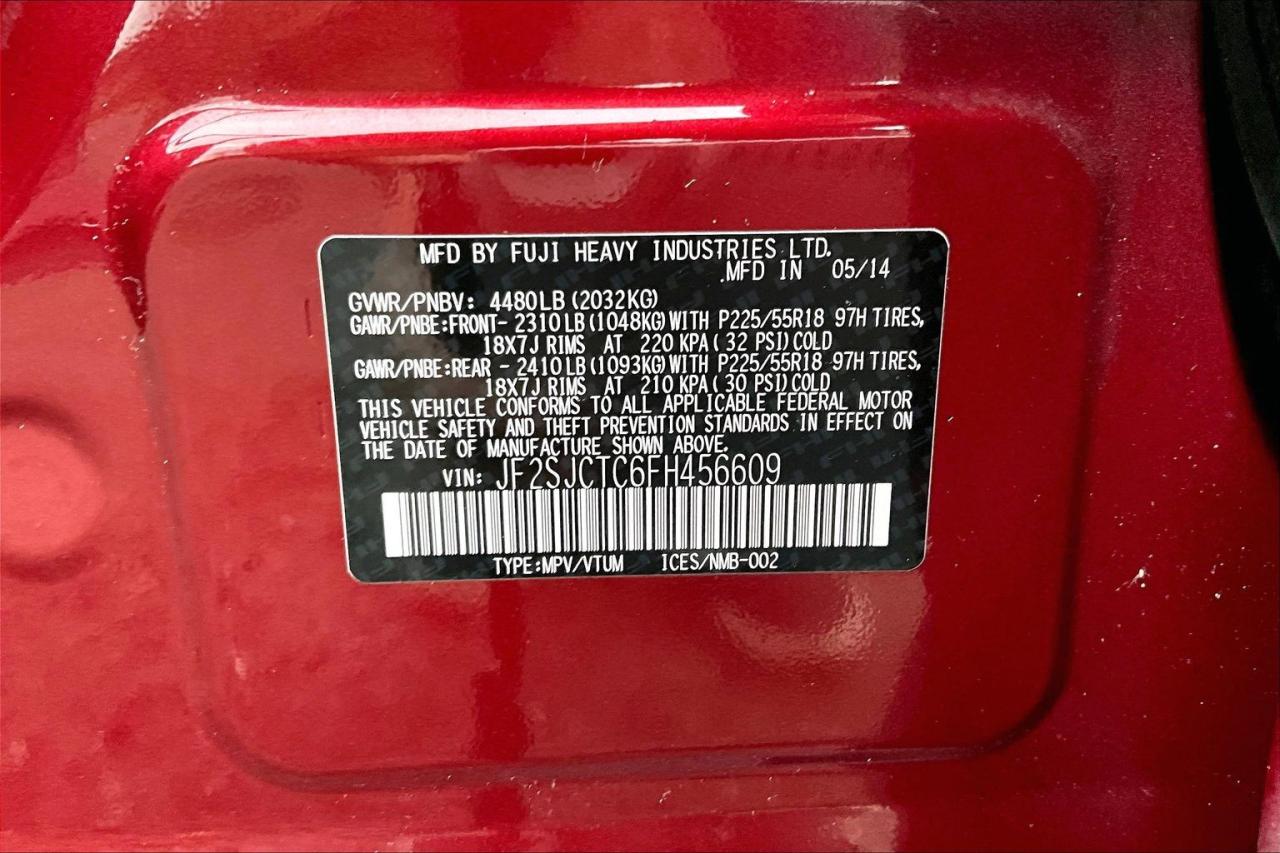 MFD BY FUJI HEAVY INDUSTRIES LTD.
MFD IN 05/14
GVWR/PNBV: 4480LB (2032KG)
GAWR/PNBE:FRONT- 2310LB (1048KG) WITH P225/55R18 97H TIRES,
18X7J RIMS AT 220 KPA ( 32 PSI) COLD
GAWR/PNBE:REAR - 2410LB (1093KG) WITH P225/55R18 97H TIRES,
18X7J RIMS AT 210 KPA ( 30 PSI) COLD
THIS VEHICLE CONFORMS TO ALL APPLICABLE FEDERAL MOTOR
VEHICLE SAFETY AND THEFT PREVENTION STANDARDS IN EFFECT ON
THE DATE OF MANUFACTURE SHOWN ABOVE.
VIN: JF2SJCTC6FH456609
TYPE:MPV/VTUM ICES/NMB-002